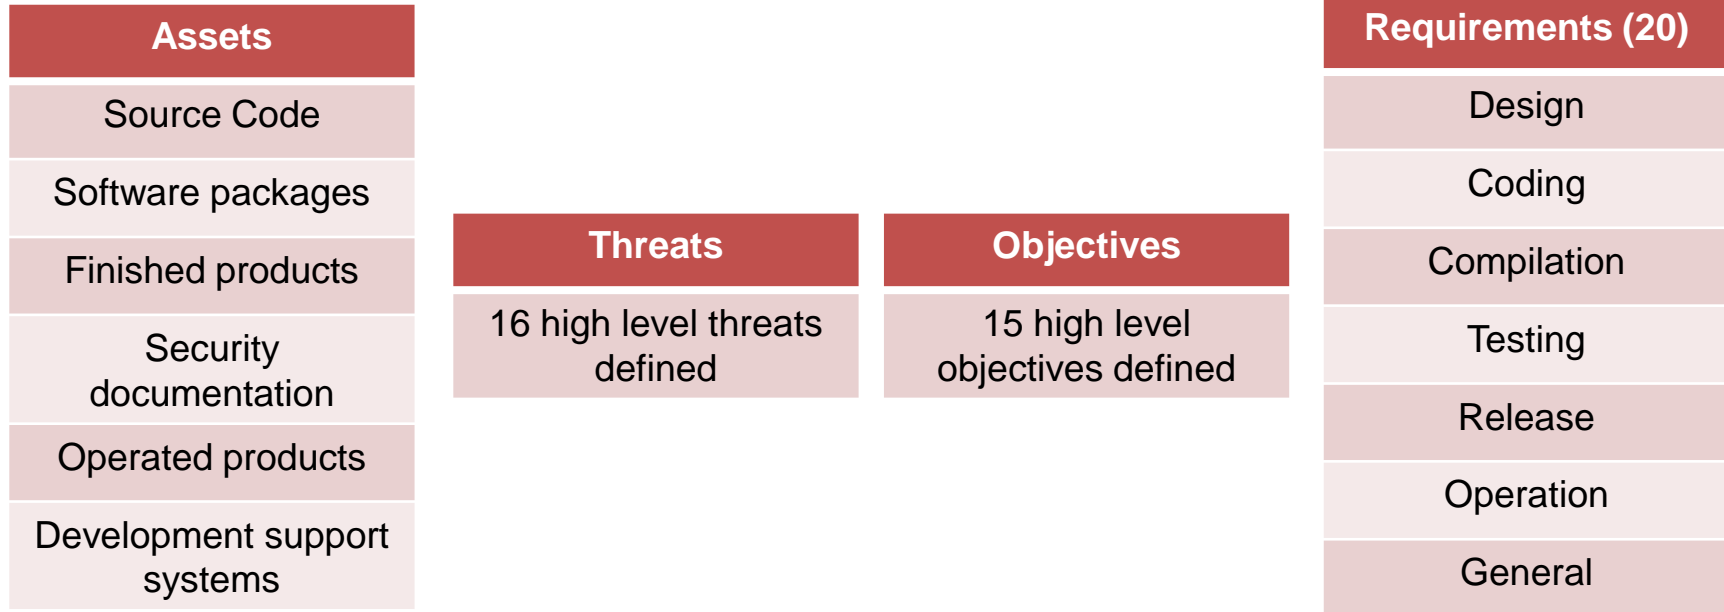 Assets
Source Code
Software packages
Finished products
Security
documentation
Operated products
Development support
systems
Threats
16 high level threats
defined
Objectives
15 high level
objectives defined
Requirements (20)
Design
Coding
Compilation
Testing
Release
Operation
General